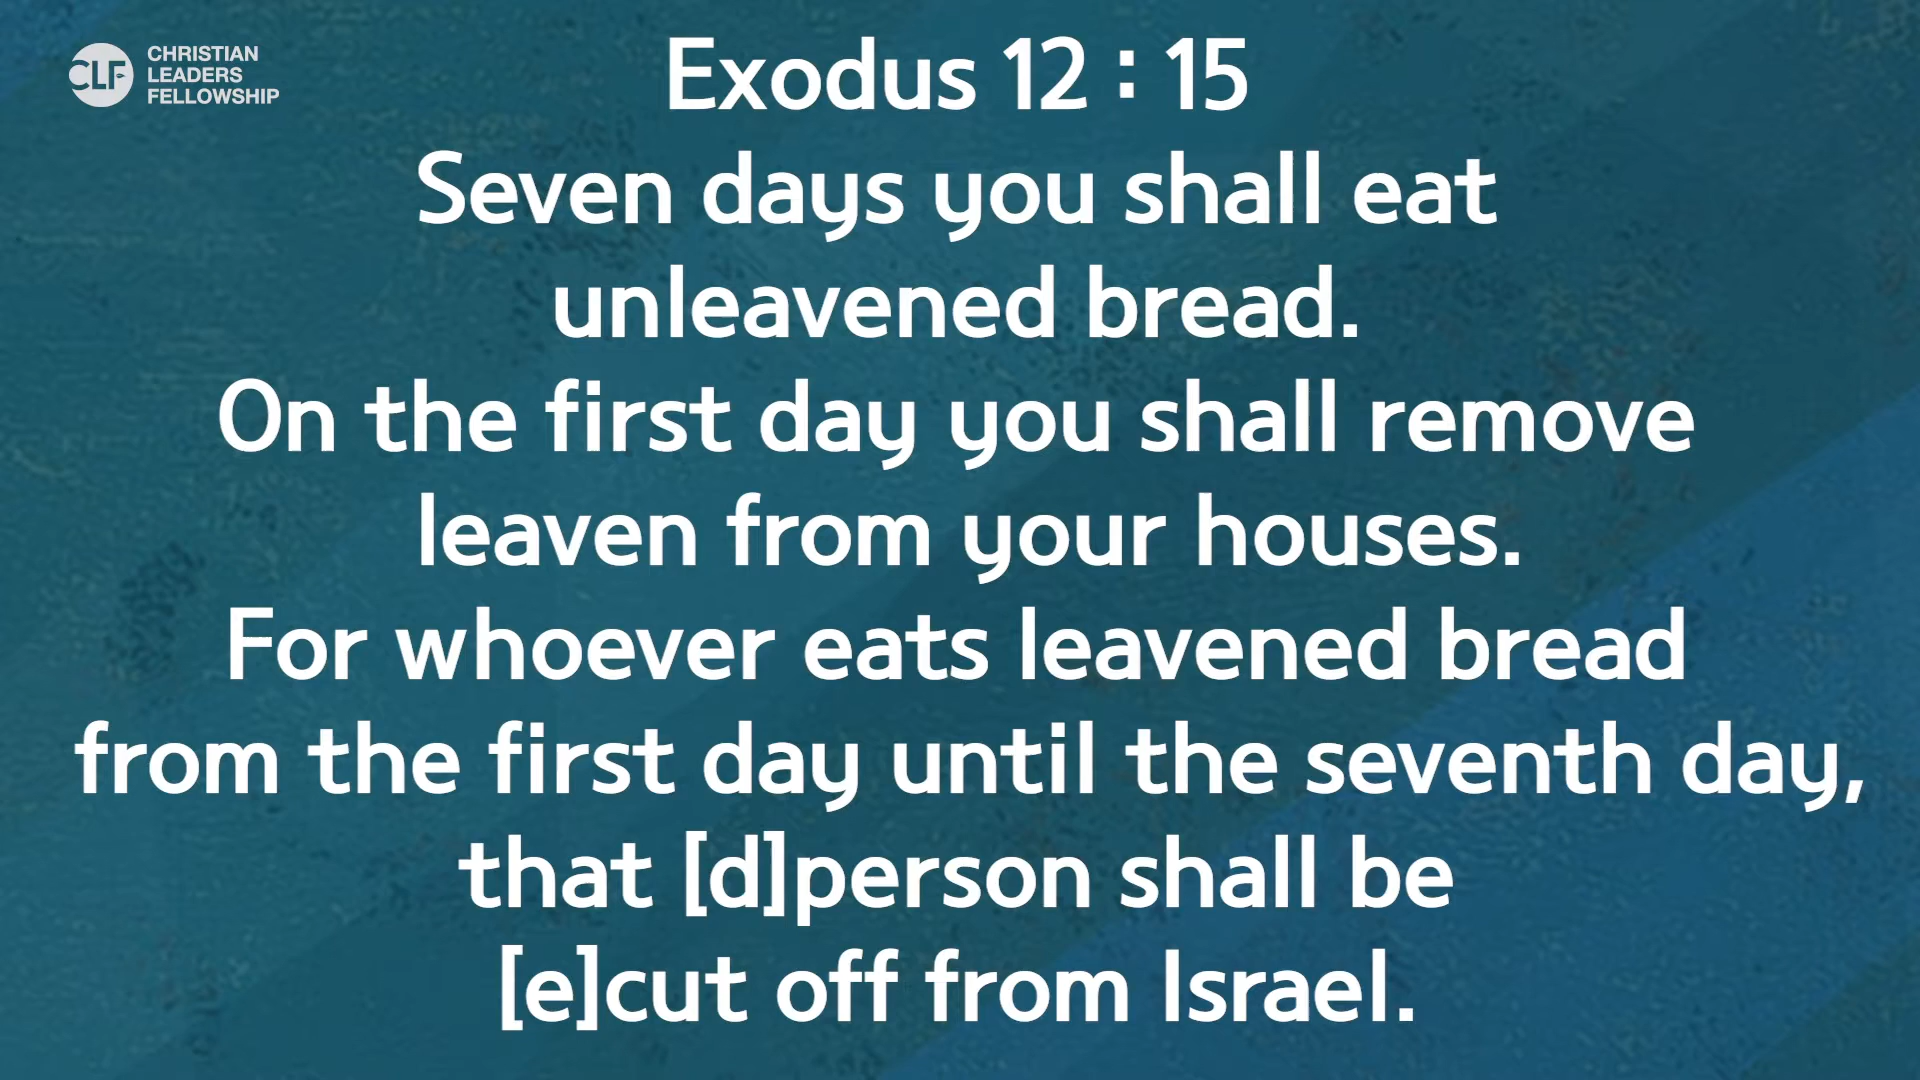 CLF
CHRISTIAN
LEADERS
FELLOWSHIP
Exodus 12 : 15
Seven days you shall eat
unleavened bread.
On the first day you shall remove
leaven from your houses.
For whoever eats leavened bread
from the first day until the seventh day,
that [d]person shall be
[e]cut off from Israel.